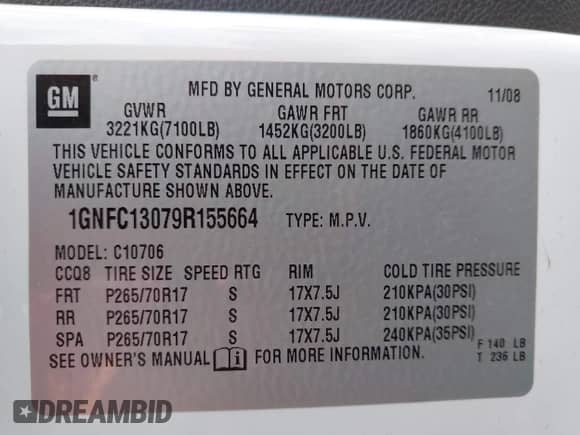 GM ®
MFD BY GENERAL MOTORS CORP. 11/08
GVWR GAWR FRT GAWR RR
3221KG(7100LB) 1452KG(3200LB) 1860KG(4100LB)
THIS VEHICLE CONFORMS TO ALL APPLICABLE U.S. FEDERAL MOTOR
VEHICLE SAFETY STANDARDS IN EFFECT ON THE DATE OF
MANUFACTURE SHOWN ABOVE.
1GNFC13079R155664 TYPE: M.P.V.
MODEL: C10706
CCQ8 TIRE SIZE SPEED RTG RIM COLD TIRE PRESSURE
FRT P265/70R17 S 17X7.5J 210KPA(30PSI)
RR P265/70R17 S 17X7.5J 210KPA(30PSI)
SPA P265/70R17 S 17X7.5J 240KPA(35PSI)
F 140 LB
SEE OWNER'S MANUAL i FOR MORE INFORMATION.
T 236 LB
DREAMBID